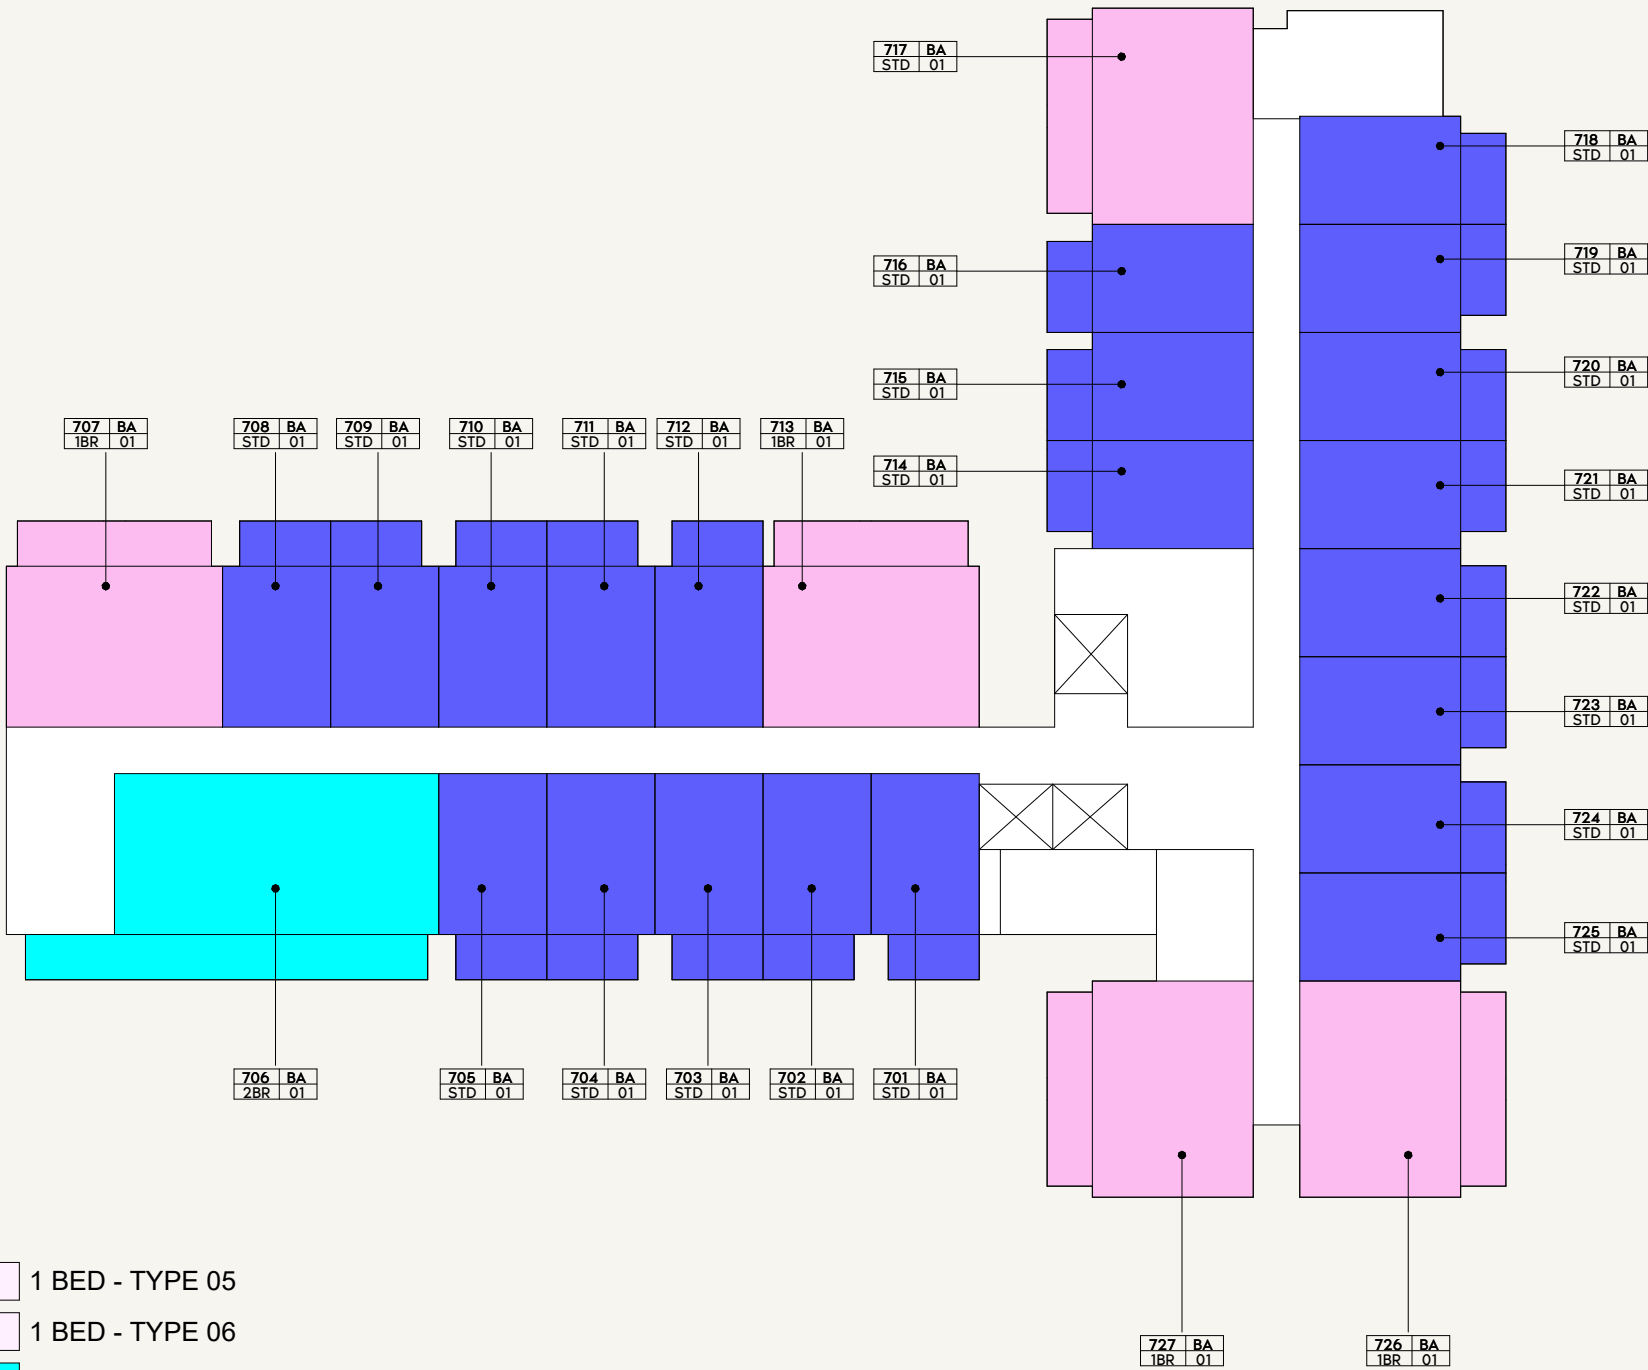 717 BA
STD 01
718 BA
STD 01
719 BA
STD 01
716 BA
STD 01
720 BA
STD 01
715 BA
STD 01
707 BA
1BR 01
708 BA
STD 01
709 BA
STD 01
710 BA
STD 01
711 BA
STD 01
712 BA
STD 01
713 BA
1BR 01
714 BA
STD 01
721 BA
STD 01
722 BA
STD 01
723 BA
STD 01
724 BA
STD 01
725 BA
STD 01
706 BA
2BR 01
705 BA
STD 01
704 BA
STD 01
703 BA
STD 01
702 BA
STD 01
701 BA
STD 01
1 BED - TYPE 05
1 BED - TYPE 06
727 BA
1BR 01
726 BA
1BR 01